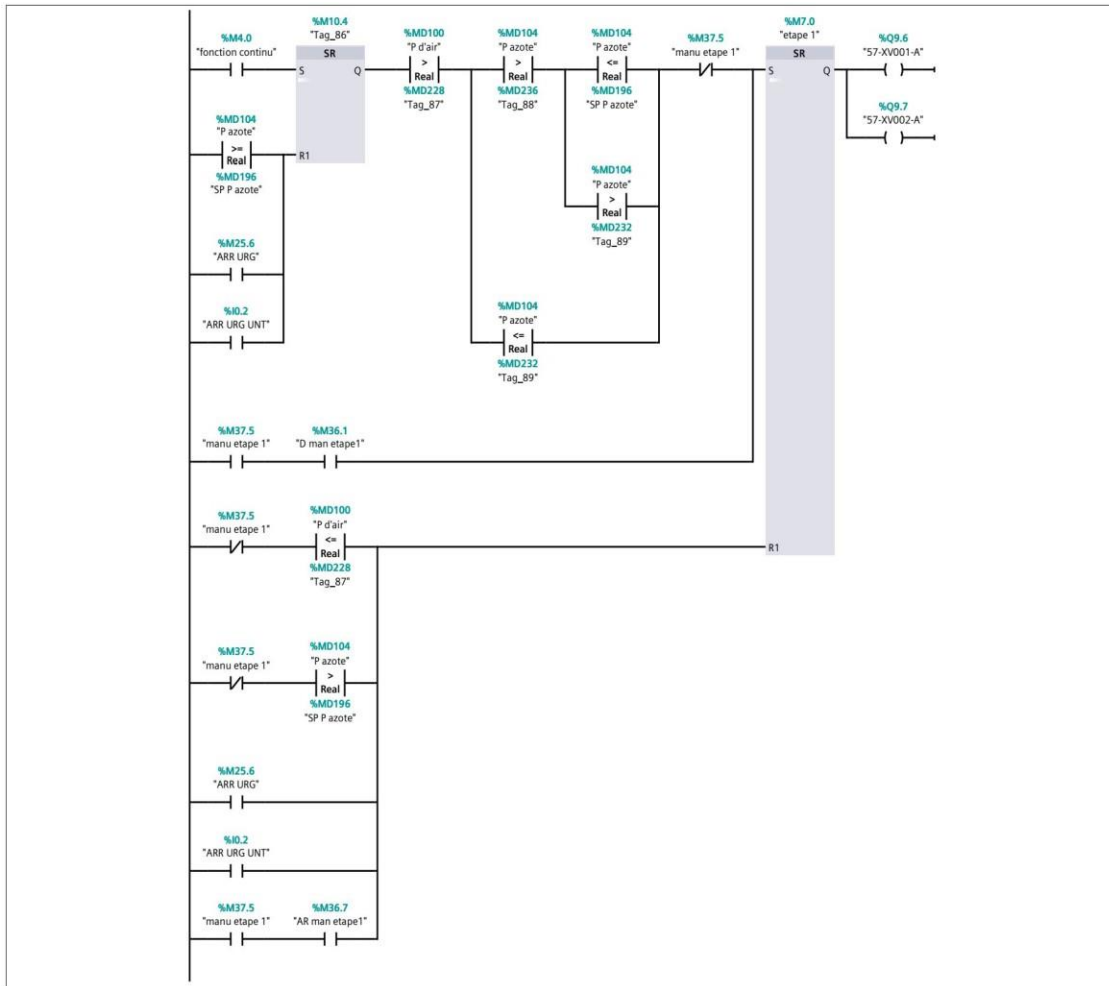 %M4.0
"fonction continu"
%M10.4
"Tag_86"
SR
S
Q
R1
%MD100
"P d'air"
>
Real
%MD228
"Tag_87"
%MD104
"P azote"
>
Real
%MD236
"Tag_88"
%MD104
"P azote"
<=
Real
%MD196
"SP P azote"
%M37.5
"manu etape 1"
%M7.0
"etape 1"
SR
S
Q
R1
%Q9.6
"57-XV001-A"
%Q9.7
"57-XV002-A"
%MD104
"P azote"
>=
Real
%MD196
"SP P azote"
%MD104
"P azote"
>
Real
%MD232
"Tag_89"
%M25.6
"ARR URG"
%I0.2
"ARR URG UNT"
%MD104
"P azote"
<=
Real
%MD232
"Tag_89"
%M37.5
"manu etape 1"
%M36.1
"D man etape1"
%M37.5
"manu etape 1"
%MD100
"P d'air"
<=
Real
%MD228
"Tag_87"
%M37.5
"manu etape 1"
%MD104
"P azote"
>
Real
%MD196
"SP P azote"
%M25.6
"ARR URG"
%I0.2
"ARR URG UNT"
%M37.5
"manu etape 1"
%M36.7
"AR man etape1"